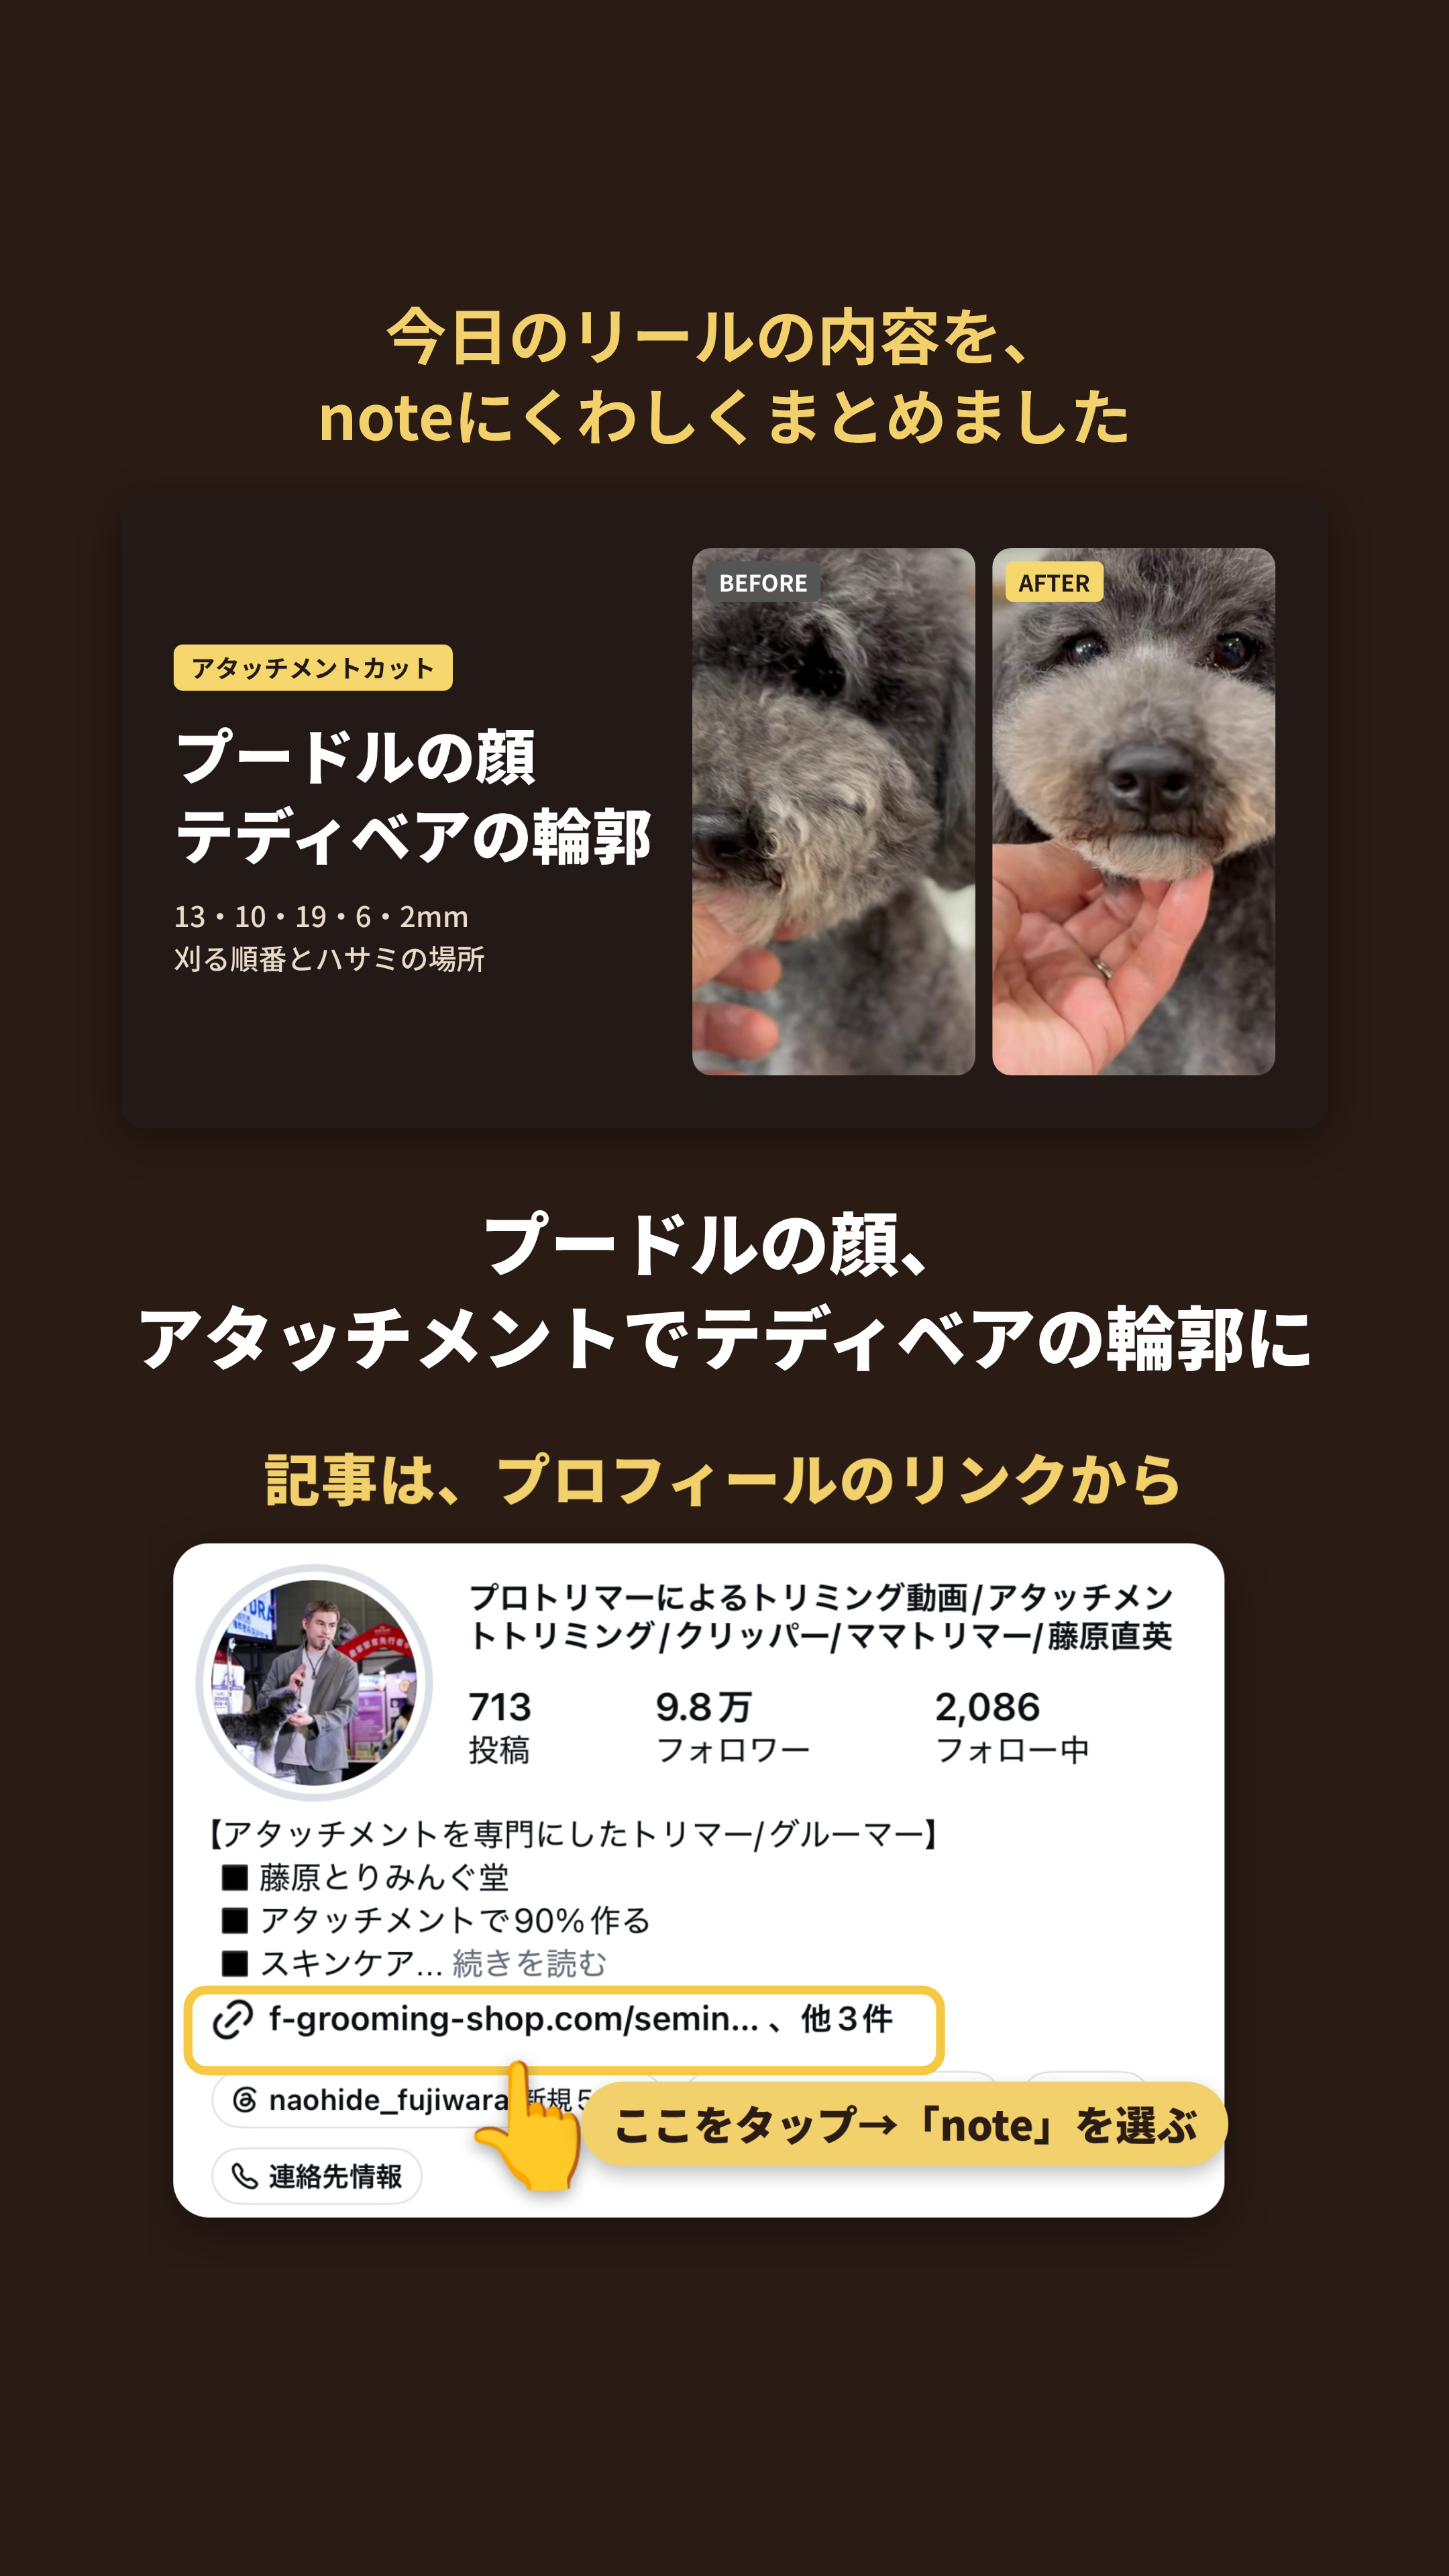 今日のリールの内容を、
noteにくわしくまとめました
アタッチメントカット
プードルの顔
テディベアの輪郭
13・10・19・6・2mm
刈る順番とハサミの場所
BEFORE
AFTER
プードルの顔、
アタッチメントでテディベアの輪郭に
記事は、プロフィールのリンクから
プロトリマーによるトリミング動画/アタッチメン
トトリミング/クリッパー/ママトリマー/藤原直英
713
9.8万
2,086
投稿
フォロワー
フォロー中
【アタッチメントを専門にしたトリマー/グルーマー】
■ 藤原とりみんぐ堂
■ アタッチメントで90%作る
■ スキンケア... 続きを読む
f-grooming-shop.com/semin... 、他3件
naohide_fujiwara 新規5
ここをタップ→「note」を選ぶ
連絡先情報